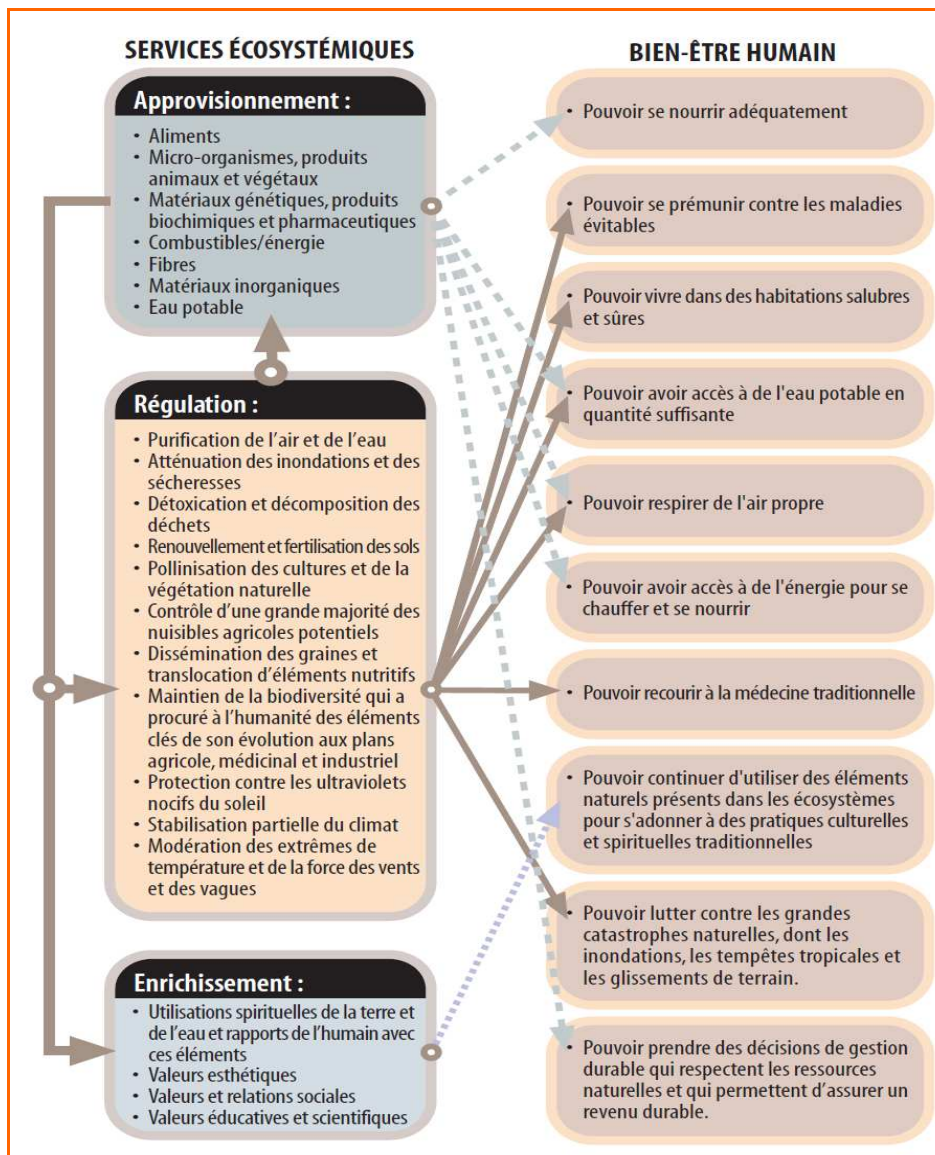 SERVICES ÉCOSYSTÉMIQUES
Approvisionnement :
• Aliments
• Micro-organismes, produits
animaux et végétaux
• Matériaux génétiques, produits
biochimiques et pharmaceutiques
• Combustibles/énergie
• Fibres
• Matériaux inorganiques
• Eau potable
Régulation :
• Purification de l'air et de l'eau
• Atténuation des inondations et des
sécheresses
• Détoxication et décomposition des
déchets
• Renouvellement et fertilisation des sols
• Pollinisation des cultures et de la
végétation naturelle
• Contrôle d'une grande majorité des
nuisibles agricoles potentiels
• Dissémination des graines et
translocation d'éléments nutritifs
• Maintien de la biodiversité qui a
procuré à l'humanité des éléments
clés de son évolution aux plans
agricole, médicinal et industriel
• Protection contre les ultraviolets
nocifs du soleil
• Stabilisation partielle du climat
• Modération des extrêmes de
température et de la force des vents
et des vagues
Enrichissement :
• Utilisations spirituelles de la terre et
de l'eau et rapports de l'humain avec
ces éléments
• Valeurs esthétiques
• Valeurs et relations sociales
• Valeurs éducatives et scientifiques
BIEN-ÊTRE HUMAIN
• Pouvoir se nourrir adéquatement
• Pouvoir se prémunir contre les maladies
évitables
• Pouvoir vivre dans des habitations salubres
et sûres
• Pouvoir avoir accès à de l'eau potable en
quantité suffisante
• Pouvoir respirer de l'air propre
• Pouvoir avoir accès à de l'énergie pour se
chauffer et se nourrir
• Pouvoir recourir à la médecine traditionnelle
• Pouvoir continuer d'utiliser des éléments
naturels présents dans les écosystèmes
pour s'adonner à des pratiques culturelles
et spirituelles traditionnelles
• Pouvoir lutter contre les grandes
catastrophes naturelles, dont les
inondations, les tempêtes tropicales et
les glissements de terrain.
• Pouvoir prendre des décisions de gestion
durable qui respectent les ressources
naturelles et qui permettent d'assurer un
revenu durable.